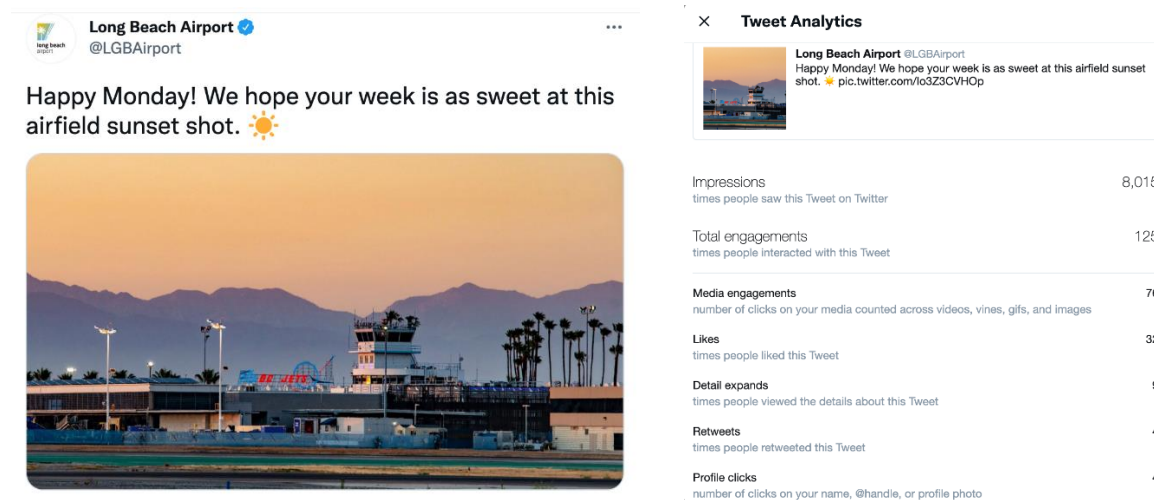 Long Beach Airport
@LGBAirport
long beach
airport
Happy Monday! We hope your week is as sweet at this
airfield sunset shot. ☀️
Tweet Analytics
Long Beach Airport @LGBAirport
Happy Monday! We hope your week is as sweet at this airfield sunset
shot. ☀️ pic.twitter.com/Io3Z3CVHOp
Impressions 8,015
times people saw this Tweet on Twitter
Total engagements 125
times people interacted with this Tweet
Media engagements
number of clicks on your media counted across videos, vines, gifs, and images
Likes 32
times people liked this Tweet
Detail expands
times people viewed the details about this Tweet
Retweets
times people retweeted this Tweet
Profile clicks
number of clicks on your name, @handle, or profile photo